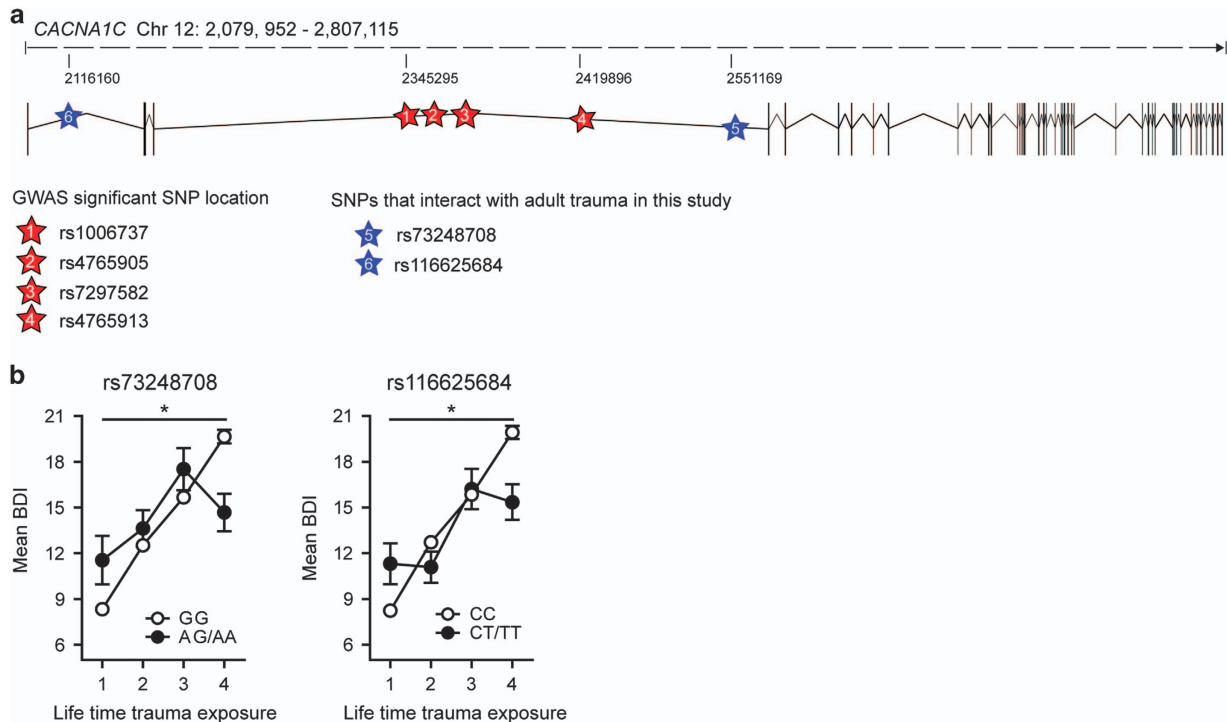 a
CACNA1C Chr 12: 2,079, 952 - 2,807,115
2116160 2345295 2419896 2551169
6 1 2 3 4 5
GWAS significant SNP location
1 rs1006737
2 rs4765905
3 rs7297582
4 rs4765913
SNPs that interact with adult trauma in this study
5 rs73248708
6 rs116625684
b
rs73248708
*
21
18
15
12
9
6
Mean BDI
GG
AG/AA
1 2 3 4
Life time trauma exposure
rs116625684
*
21
18
15
12
9
6
Mean BDI
CC
CT/TT
1 2 3 4
Life time trauma exposure